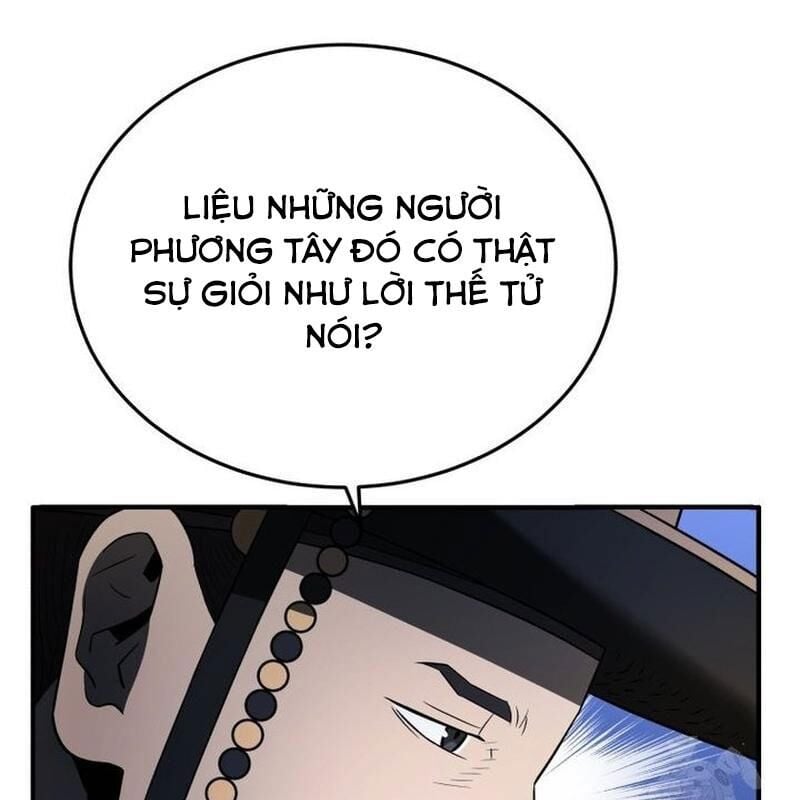 LIỆU NHỮNG NGƯỜI
PHƯƠNG TÂY ĐÓ CÓ THẬT
SỰ GIỎI NHƯ LỜI THẾ TỬ
NÓI?